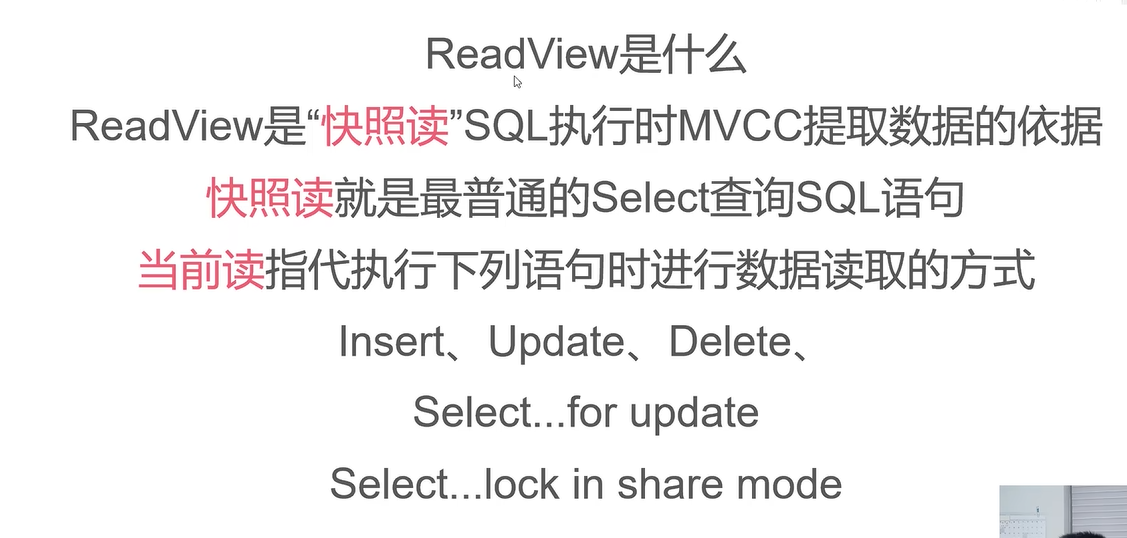 ReadView是什么
ReadView是“快照读”SQL执行时MVCC提取数据的依据
快照读就是最普通的Select查询SQL语句
当前读指代执行下列语句时进行数据读取的方式
Insert、Update、Delete、
Select...for update
Select...lock in share mode